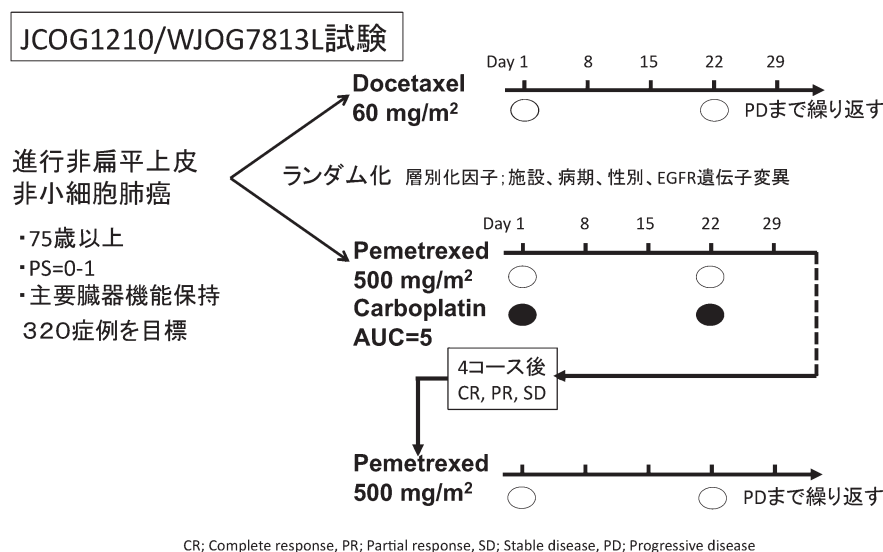 JCOG1210/WJOG7813L試験
進行非扁平上皮
非小細胞肺癌
・75歳以上
・PS=0-1
・主要臓器機能保持
320症例を目標
Docetaxel
60 mg/m²
Day 1 8 15 22 29
PDまで繰り返す
ランダム化 層別化因子；施設、病期、性別、EGFR遺伝子変異
Day 1 8 15 22 29
Pemetrexed
500 mg/m²
Carboplatin
AUC=5
4コース後
CR, PR, SD
Pemetrexed
500 mg/m²
PDまで繰り返す
CR; Complete response, PR; Partial response, SD; Stable disease, PD; Progressive disease